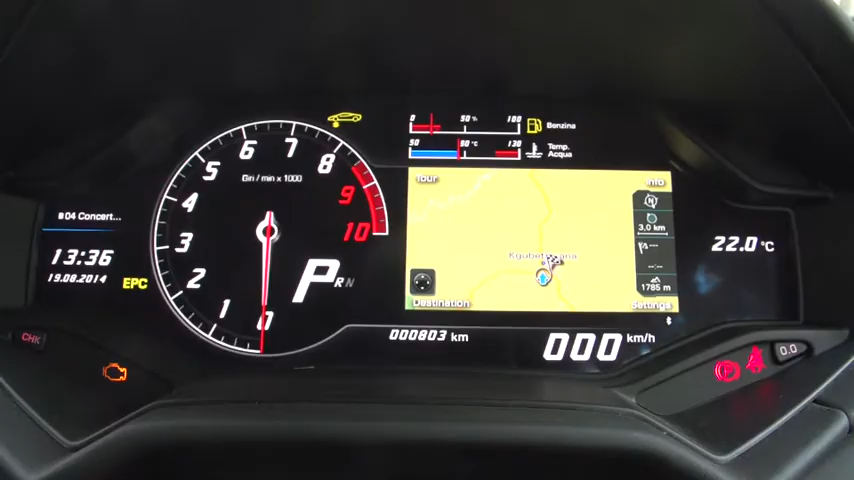 04 Concert...
13:36
19.08.2014
EPC
CHK
0
1
2
3
4
5
6
7
8
9
10
Giri / min x 1000
P R N
0 50 % 100
Benzina
50 90 °C 130
Temp.
Acqua
Tour
Info
N
3,0 km
---
--:--
1785 m
Destination
Settings
000803 km
000 km/h
22.0 °C
P
0.0